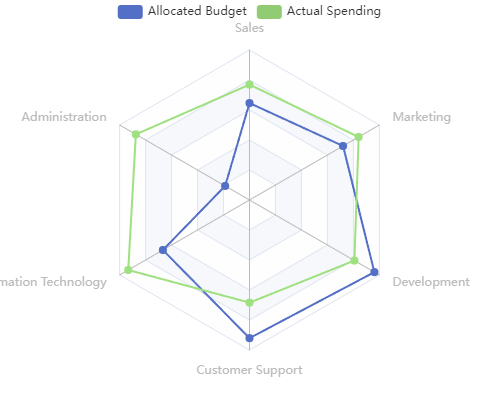 Allocated Budget
Actual Spending
Sales
Administration
Marketing
mation Technology
Development
Customer Support